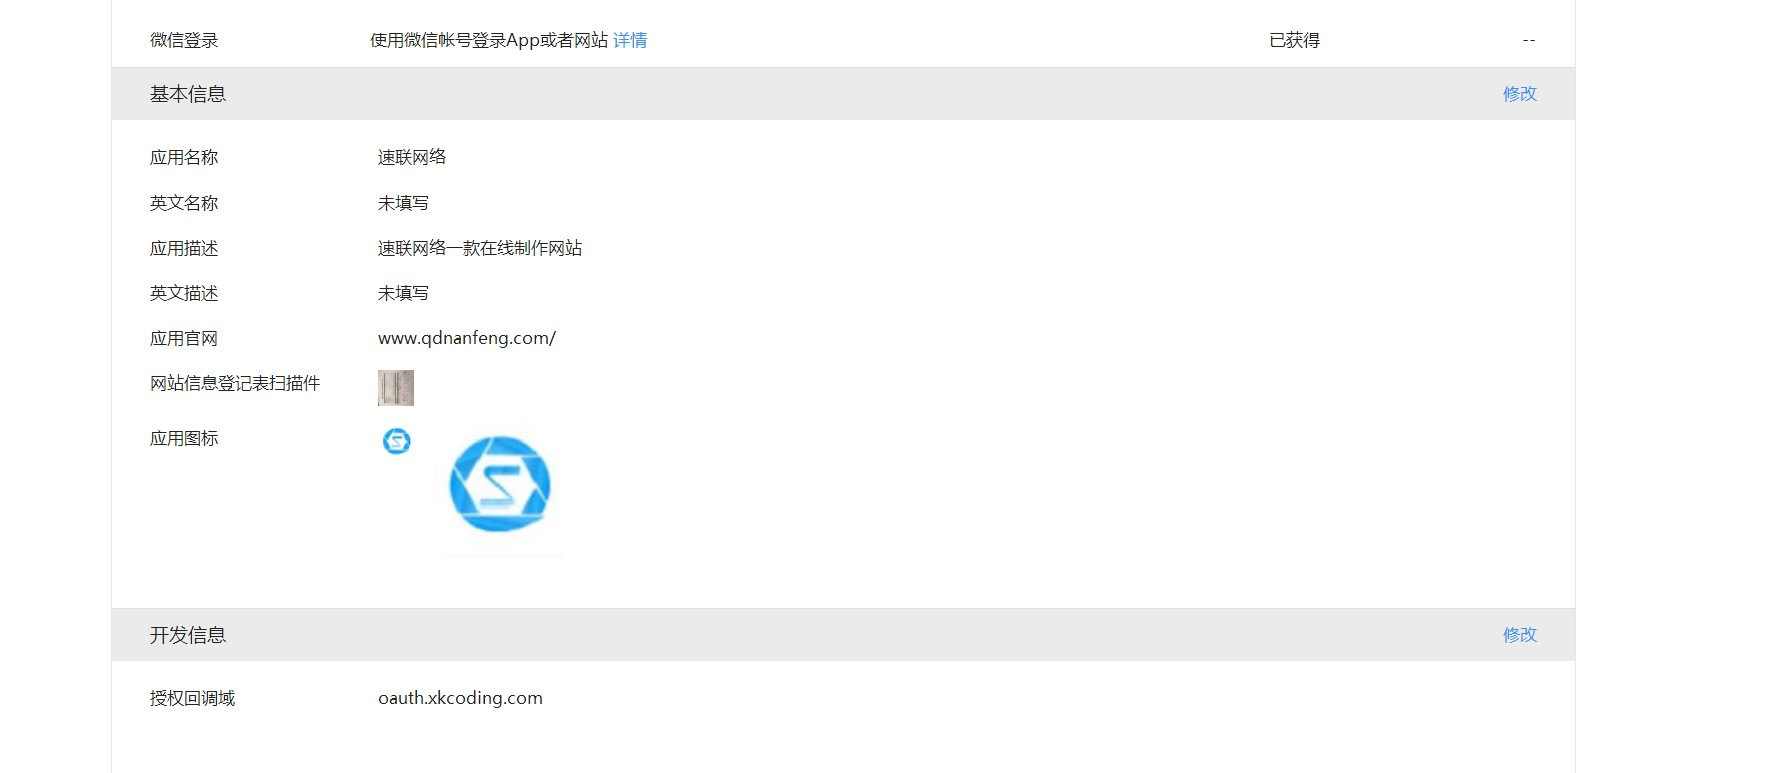 微信登录 使用微信帐号登录App或者网站 详情 已获得 --
基本信息 修改
应用名称 速联网络
英文名称 未填写
应用描述 速联网络一款在线制作网站
英文描述 未填写
应用官网 www.qdnanfeng.com/
网站信息登记表扫描件
应用图标
开发信息 修改
授权回调域 oauth.xkcoding.com